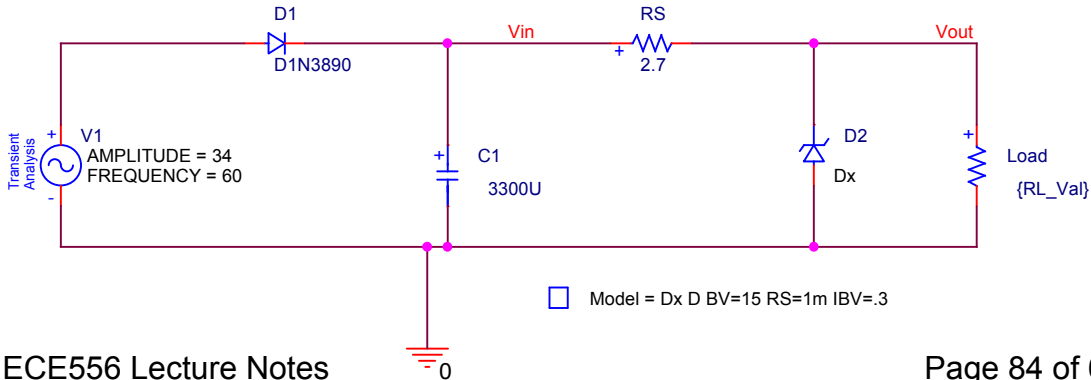 D1
D1N3890
Vin
RS
+
2.7
Vout
Transient
Analysis
+
-
V1
AMPLITUDE = 34
FREQUENCY = 60
+
C1
3300U
D2
Dx
+
Load
{RL_Val}
Model = Dx D BV=15 RS=1m IBV=.3
0
ECE556 Lecture Notes
Page 84 of